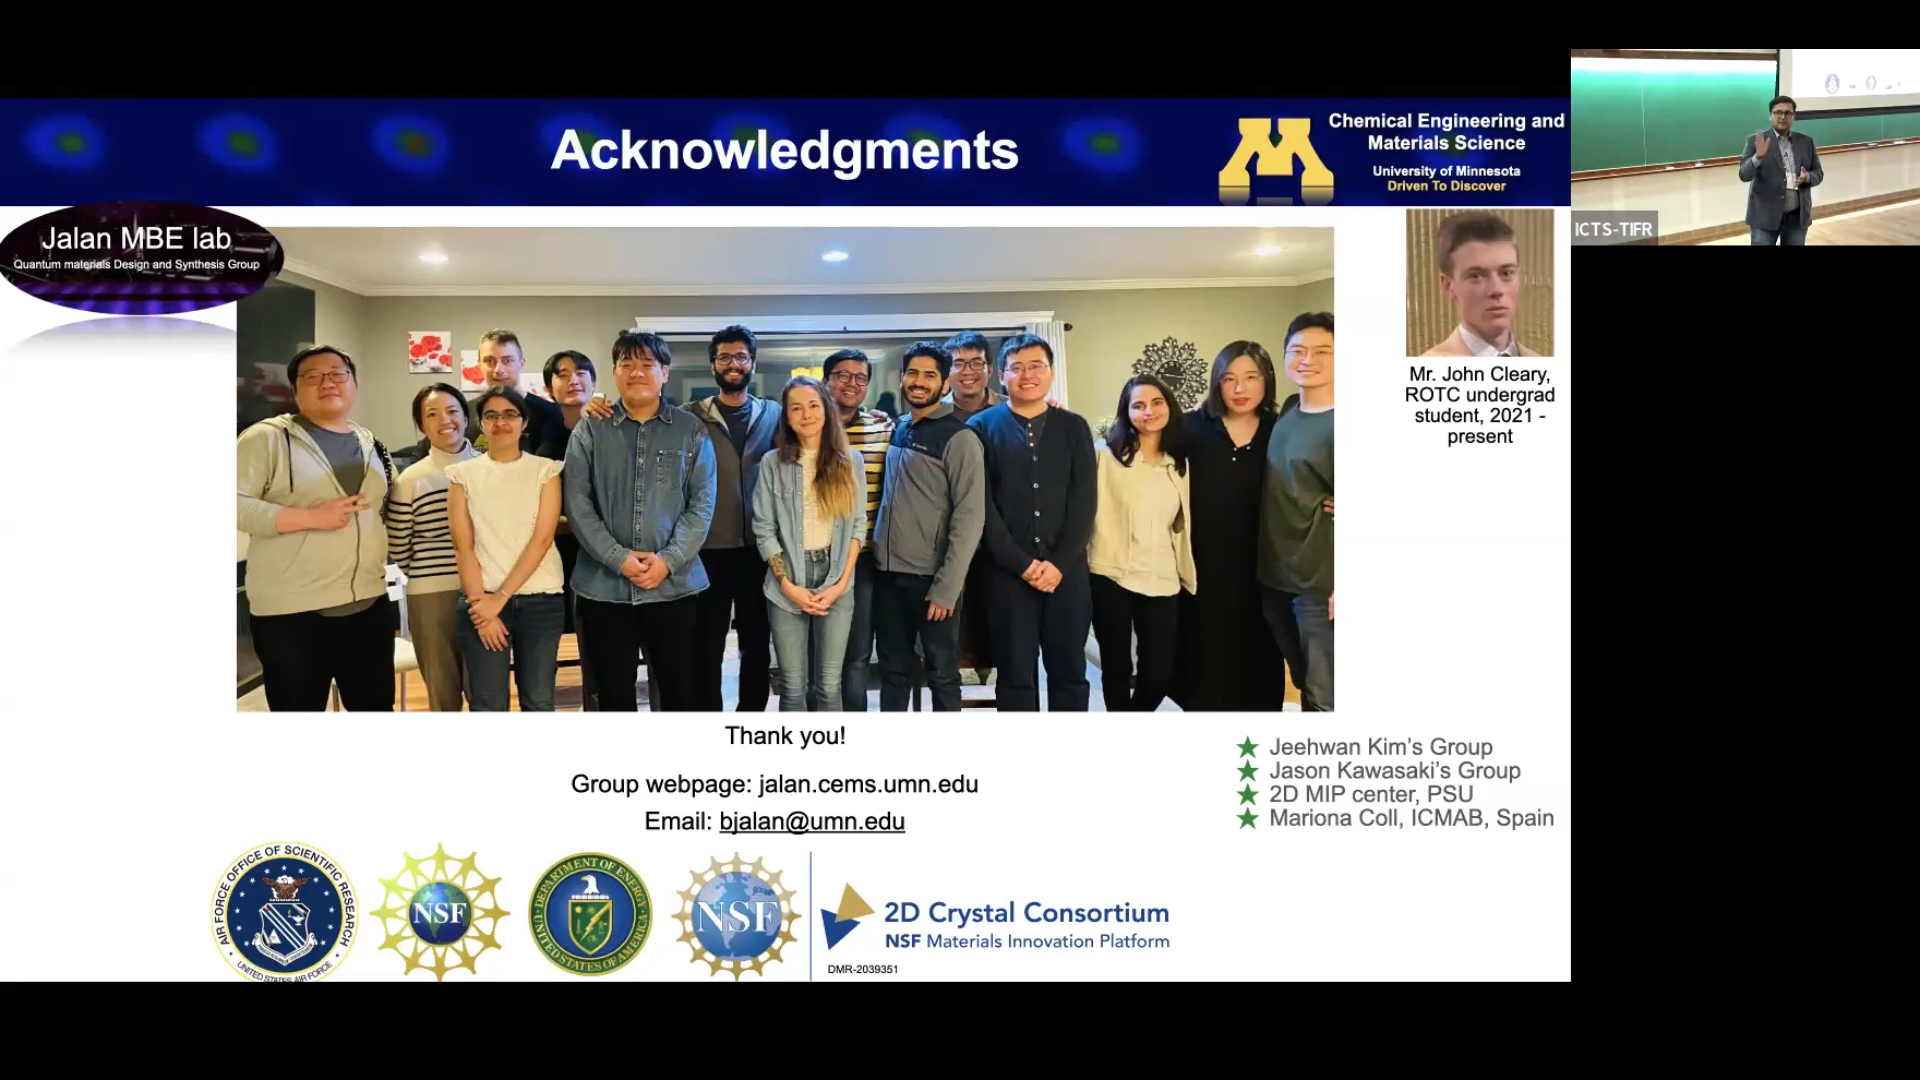 Acknowledgments
Chemical Engineering and
Materials Science
University of Minnesota
Driven To Discover
Jalan MBE lab
Quantum materials Design and Synthesis Group
ICTS-TIFR
Mr. John Cleary,
ROTC undergrad
student, 2021 -
present
Thank you!
Group webpage: jalan.cems.umn.edu
Email: bjalan@umn.edu
★ Jeehwan Kim's Group
★ Jason Kawasaki's Group
★ 2D MIP center, PSU
★ Mariona Coll, ICMAB, Spain
AIR FORCE OFFICE OF SCIENTIFIC RESEARCH
UNITED STATES AIR FORCE
NSF
DEPARTMENT OF ENERGY
UNITED STATES OF AMERICA
NSF
2D Crystal Consortium
NSF Materials Innovation Platform
DMR-2039351